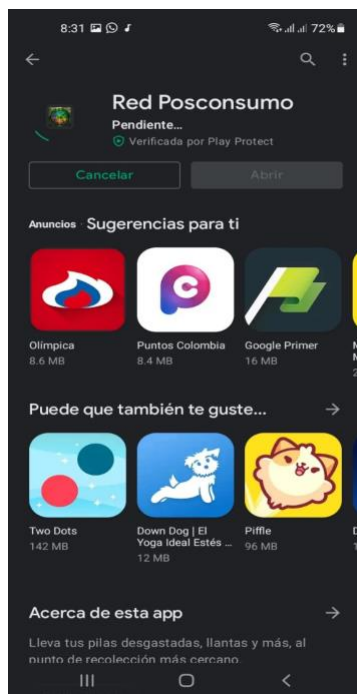 8:31 72%
Red Posconsumo
Pendiente...
Verificada por Play Protect
Cancelar Abrir
Anuncios · Sugerencias para ti
Olímpica Puntos Colombia Google Primer
8.6 MB 8.4 MB 16 MB
Puede que también te guste...
Two Dots Down Dog | El Piffle
142 MB Yoga Ideal Estés ... 96 MB
12 MB
Acerca de esta app
Lleva tus pilas desgastadas, llantas y más, al
punto de recolección más cercano.